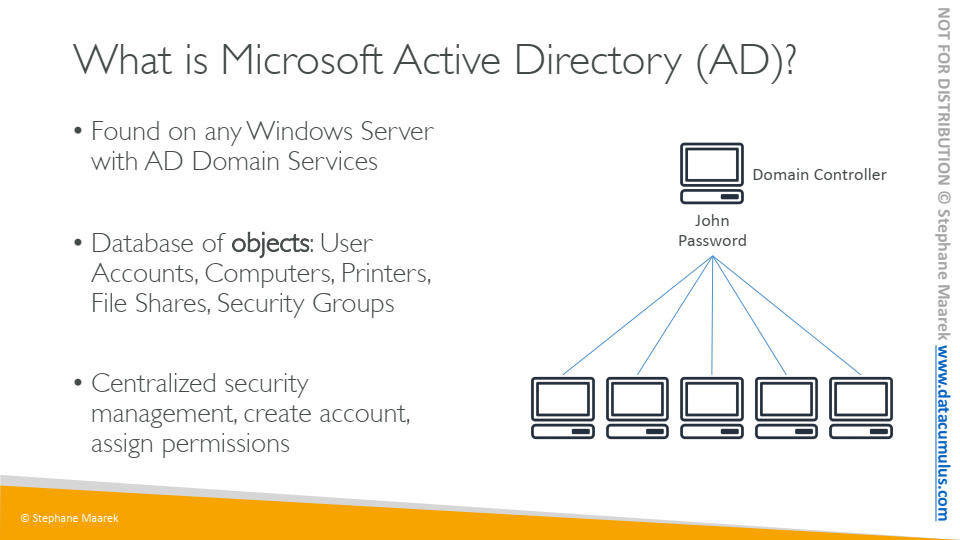 What is Microsoft Active Directory (AD)?
• Found on any Windows Server
with AD Domain Services
• Database of objects: User
Accounts, Computers, Printers,
File Shares, Security Groups
• Centralized security
management, create account,
assign permissions
Domain Controller
John
Password
© Stephane Maarek
NOT FOR DISTRIBUTION © Stephane Maarek www.datacumulus.com